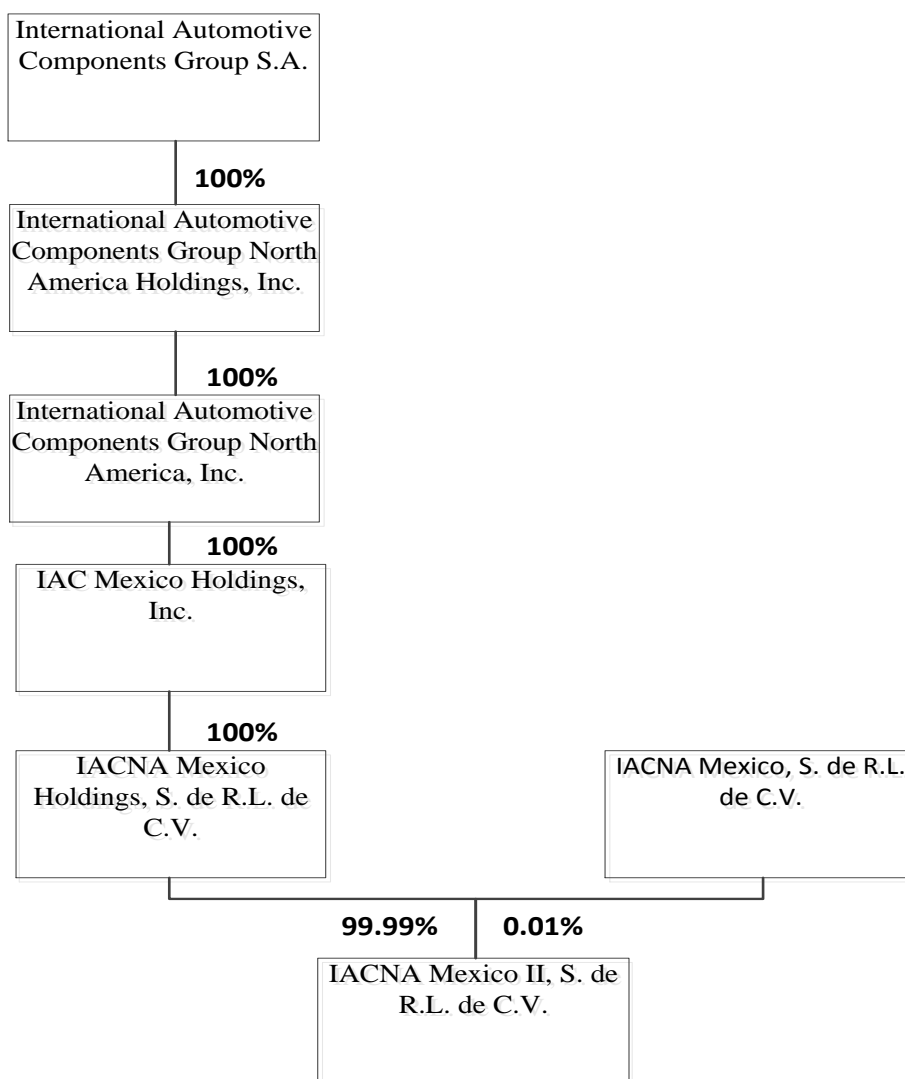 International Automotive
Components Group S.A.
100%
International Automotive
Components Group North
America Holdings, Inc.
100%
International Automotive
Components Group North
America, Inc.
100%
IAC Mexico Holdings,
Inc.
100%
IACNA Mexico
Holdings, S. de R.L. de
C.V.
IACNA Mexico, S. de R.L.
de C.V.
99.99%
0.01%
IACNA Mexico II, S. de
R.L. de C.V.